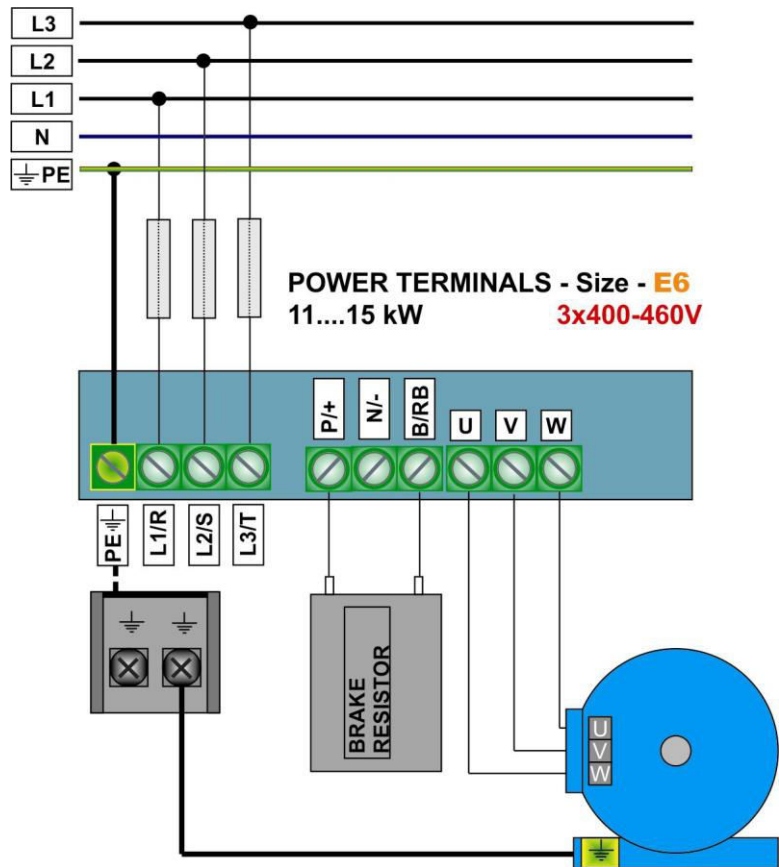 L3
L2
L1
N
⏚ PE
POWER TERMINALS - Size - E6
11....15 kW 3x400-460V
P/+
N/-
B/RB
U
V
W
PE⏚
L1/R
L2/S
L3/T
BRAKE
RESISTOR
U
V
W